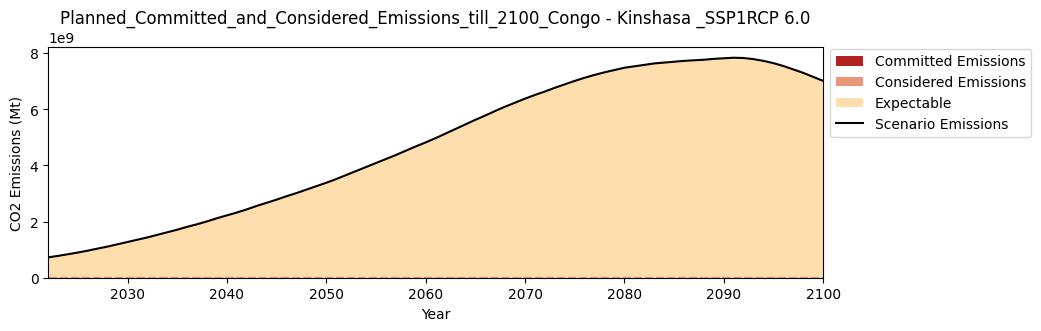 Planned_Committed_and_Considered_Emissions_till_2100_Congo - Kinshasa _SSP1RCP 6.0
1e9
8
6
4
2
0
CO2 Emissions (Mt)
2030 2040 2050 2060 2070 2080 2090 2100
Year
Committed Emissions
Considered Emissions
Expectable
Scenario Emissions